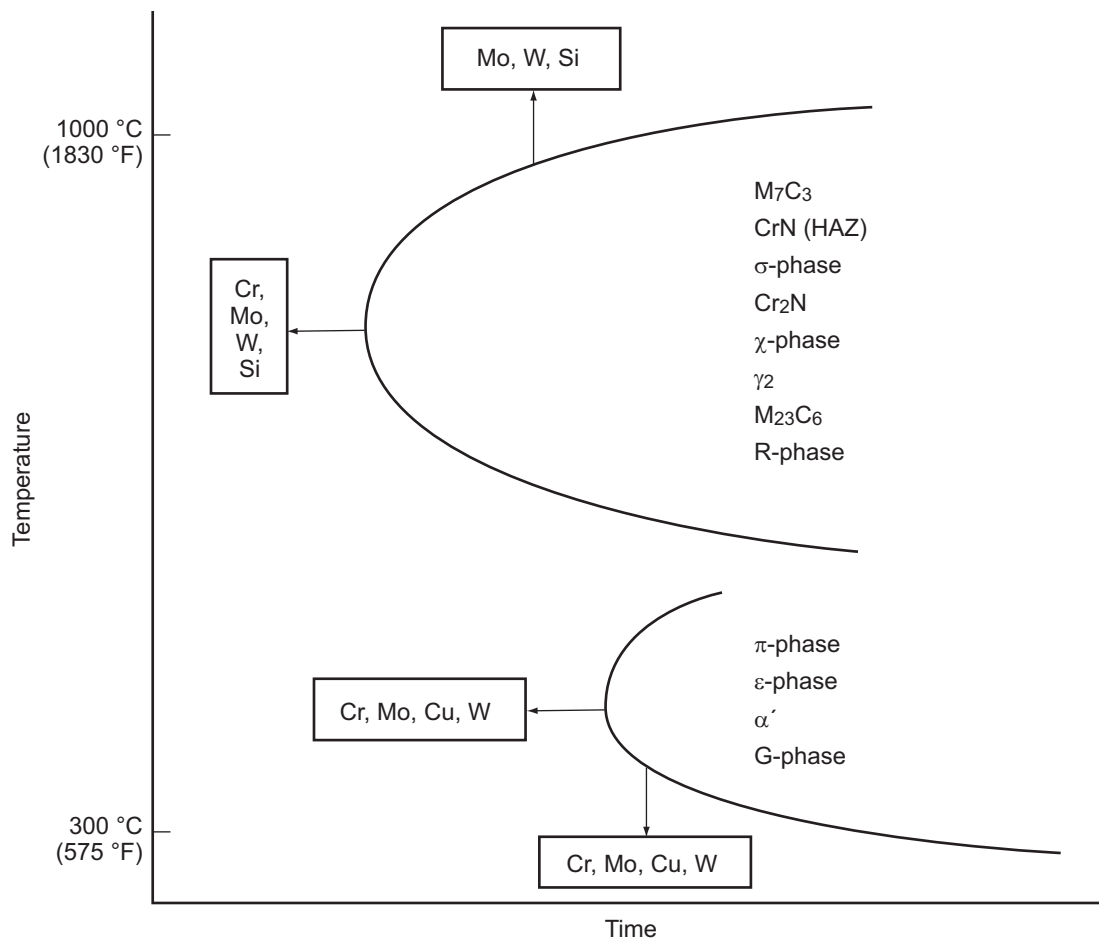 Mo, W, Si
1000 °C
(1830 °F)
M₇C₃
CrN (HAZ)
σ-phase
Cr₂N
χ-phase
γ₂
M₂₃C₆
R-phase
Cr,
Mo,
W,
Si
Temperature
π-phase
ε-phase
α´
G-phase
Cr, Mo, Cu, W
300 °C
(575 °F)
Cr, Mo, Cu, W
Time